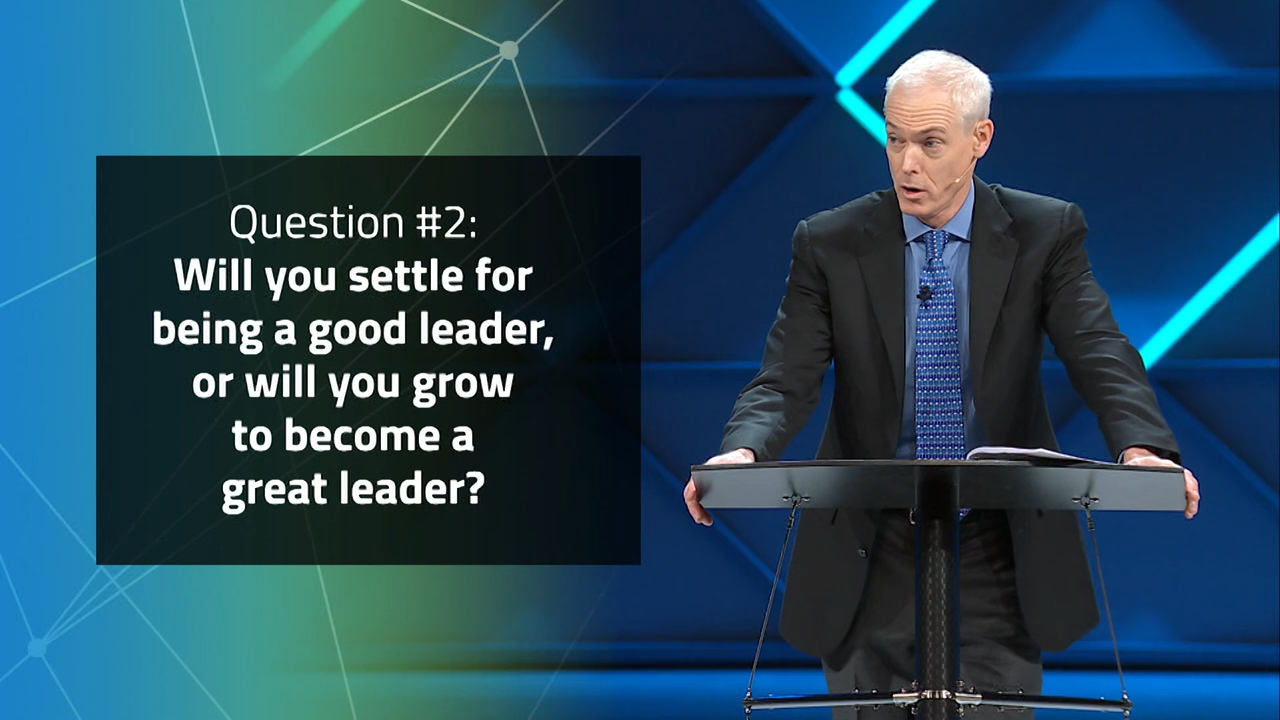 Question #2:
Will you settle for
being a good leader,
or will you grow
to become a
great leader?